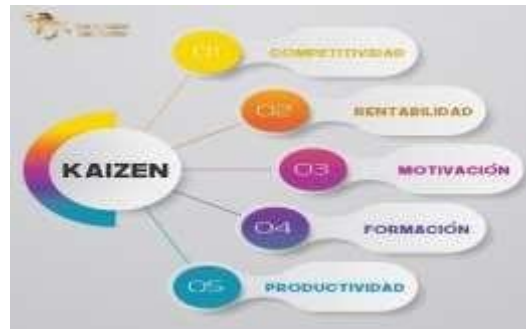 01
COMPETITIVIDAD
02
RENTABILIDAD
KAIZEN
03
MOTIVACIÓN
04
FORMACIÓN
05
PRODUCTIVIDAD